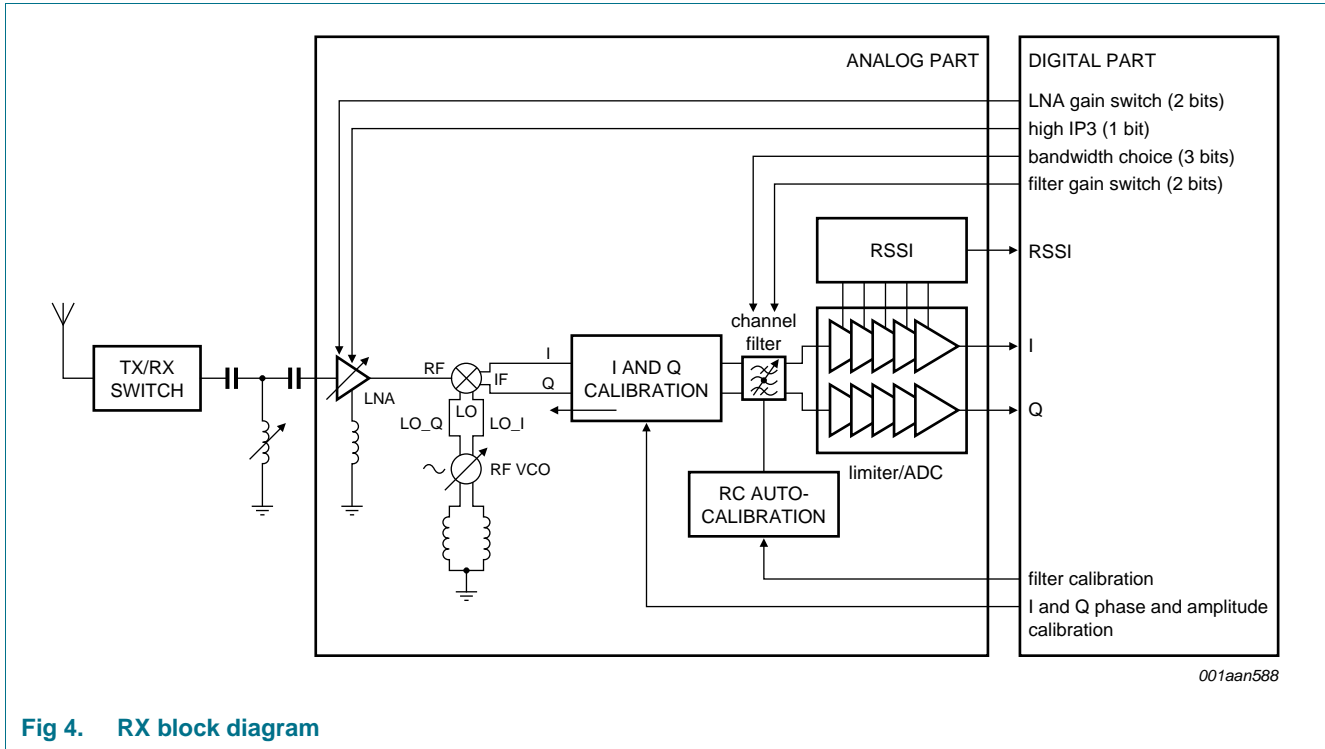 ANALOG PART
DIGITAL PART
LNA gain switch (2 bits)
high IP3 (1 bit)
bandwidth choice (3 bits)
filter gain switch (2 bits)
RSSI
RSSI
channel
filter
TX/RX
SWITCH
LNA
RF
I
IF
Q
LO
LO_Q
LO_I
RF VCO
I AND Q
CALIBRATION
I
Q
limiter/ADC
RC AUTO-
CALIBRATION
filter calibration
I and Q phase and amplitude
calibration
001aan588
Fig 4. RX block diagram